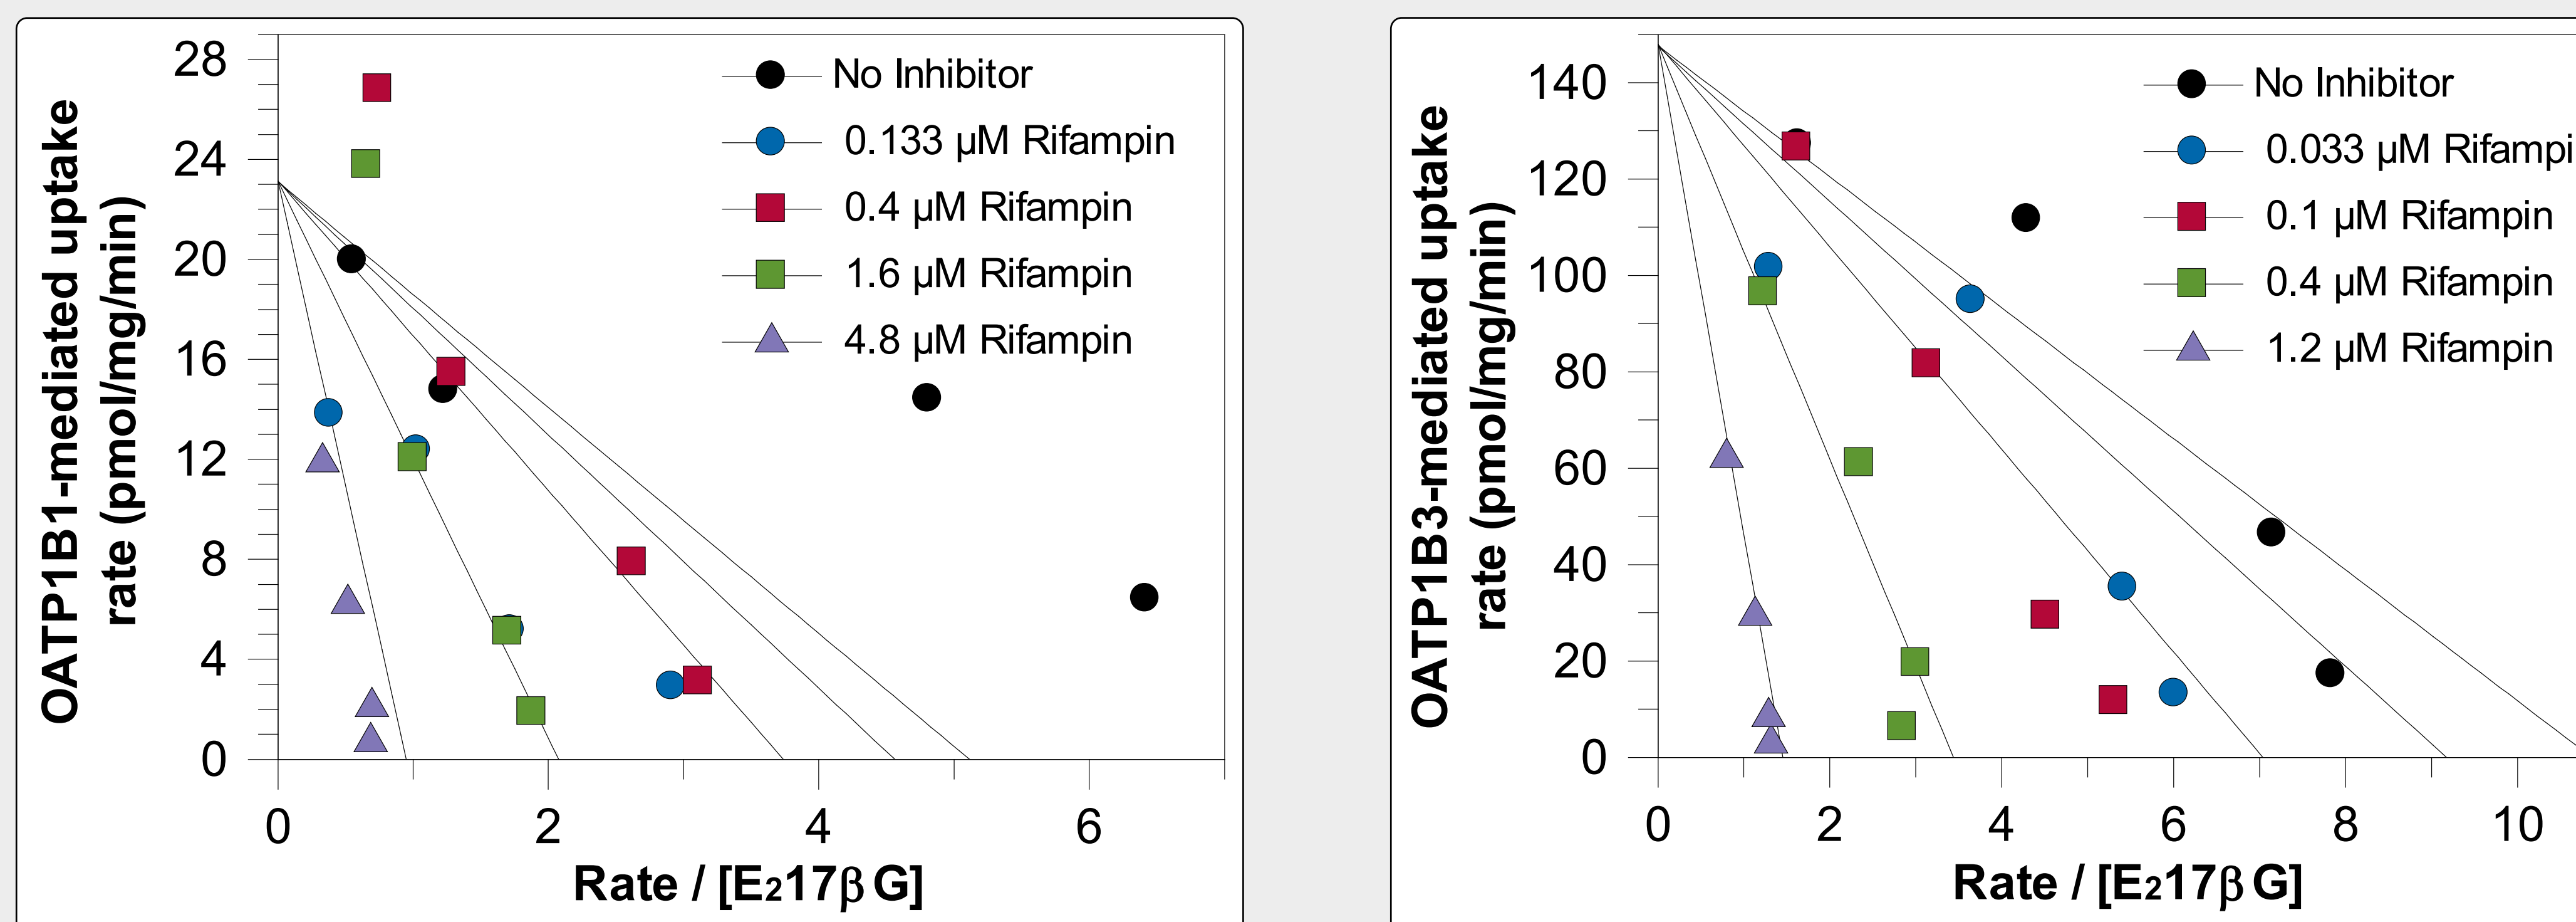 OATP1B1-mediated uptake
rate (pmol/mg/min)
28
24
20
16
12
8
4
0
No Inhibitor
0.133 µM Rifampin
0.4 µM Rifampin
1.6 µM Rifampin
4.8 µM Rifampin
0 2 4 6
Rate / [E₂17β G]
OATP1B3-mediated uptake
rate (pmol/mg/min)
140
120
100
80
60
40
20
0
No Inhibitor
0.033 µM Rifampi
0.1 µM Rifampin
0.4 µM Rifampin
1.2 µM Rifampin
0 2 4 6 8 10
Rate / [E₂17β G]